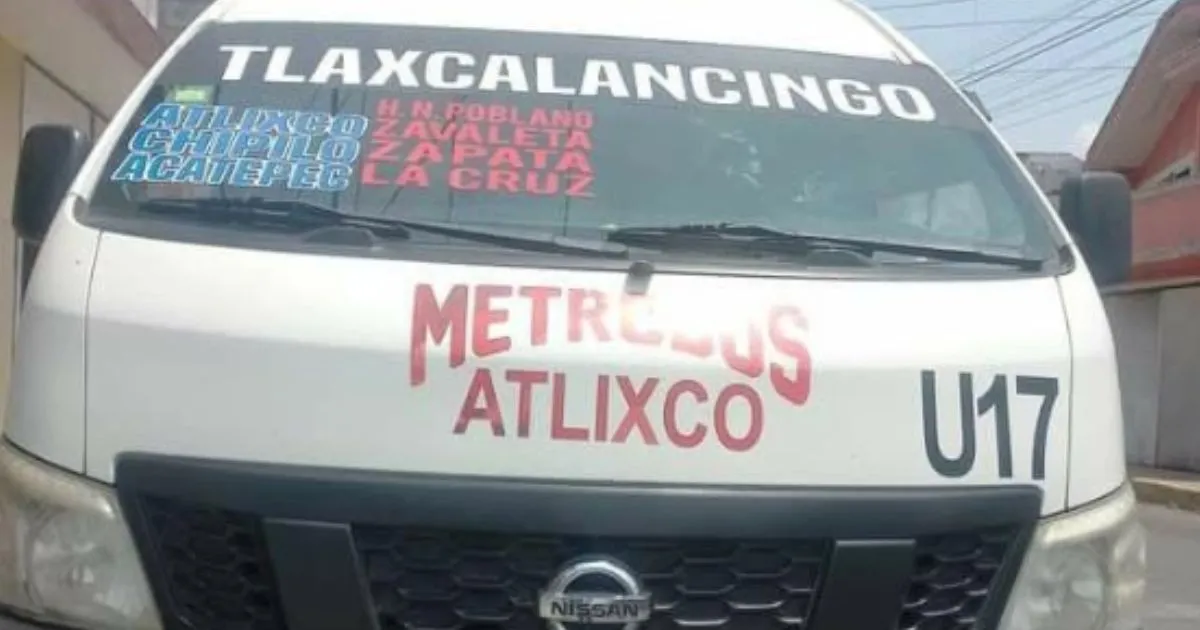 TLAXCALANCINGO
ATLIXCO
CHIPILO
ACATEPEC
H.N.POBLANO
ZAVALETA
ZAPATA
LA CRUZ
METROBUS
ATLIXCO
U17
NISSAN